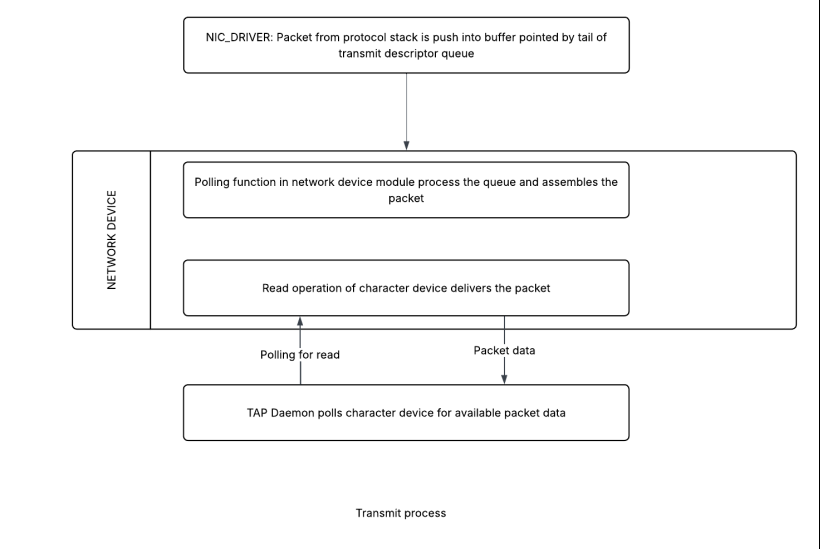 NIC_DRIVER: Packet from protocol stack is push into buffer pointed by tail of
transmit descriptor queue
NETWORK DEVICE
Polling function in network device module process the queue and assembles the
packet
Read operation of character device delivers the packet
Polling for read
Packet data
TAP Daemon polls character device for available packet data
Transmit process